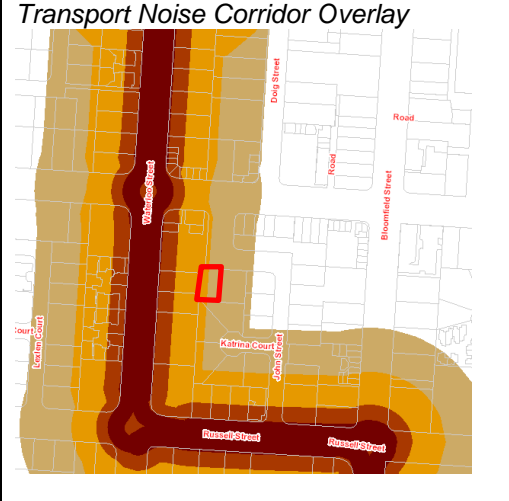 Transport Noise Corridor Overlay
Doig Street
Road
Road
Waterloo Street
Bloomfield Street
Court
Lexlen Court
Katrina Court
John Street
Russell Street
Russell Street